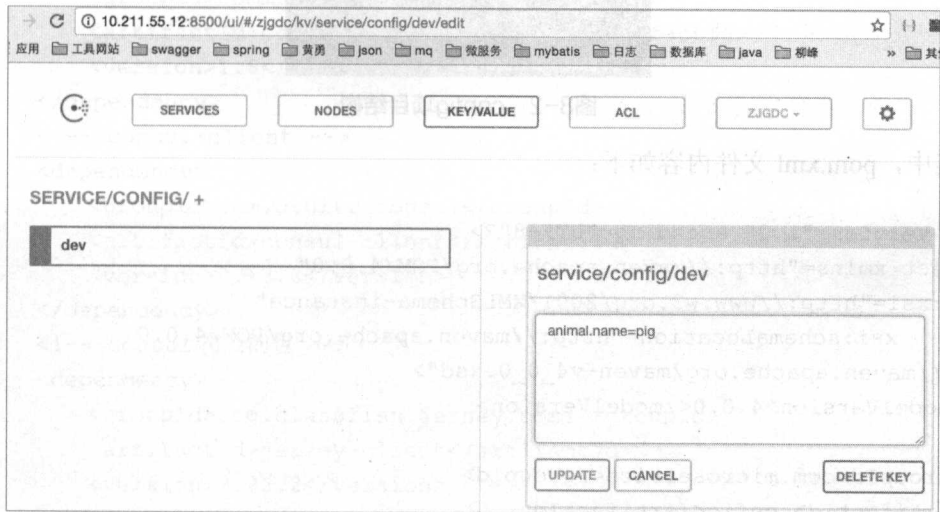 10.211.55.12:8500/ui/#/zjgdc/kv/service/config/dev/edit
应用 工具网站 swagger spring 黄勇 json mq 微服务 mybatis 日志 数据库 java 柳峰 »
SERVICES NODES KEY/VALUE ACL ZJGDC
SERVICE/CONFIG/ +
dev
service/config/dev
animal.name=pig
UPDATE CANCEL DELETE KEY